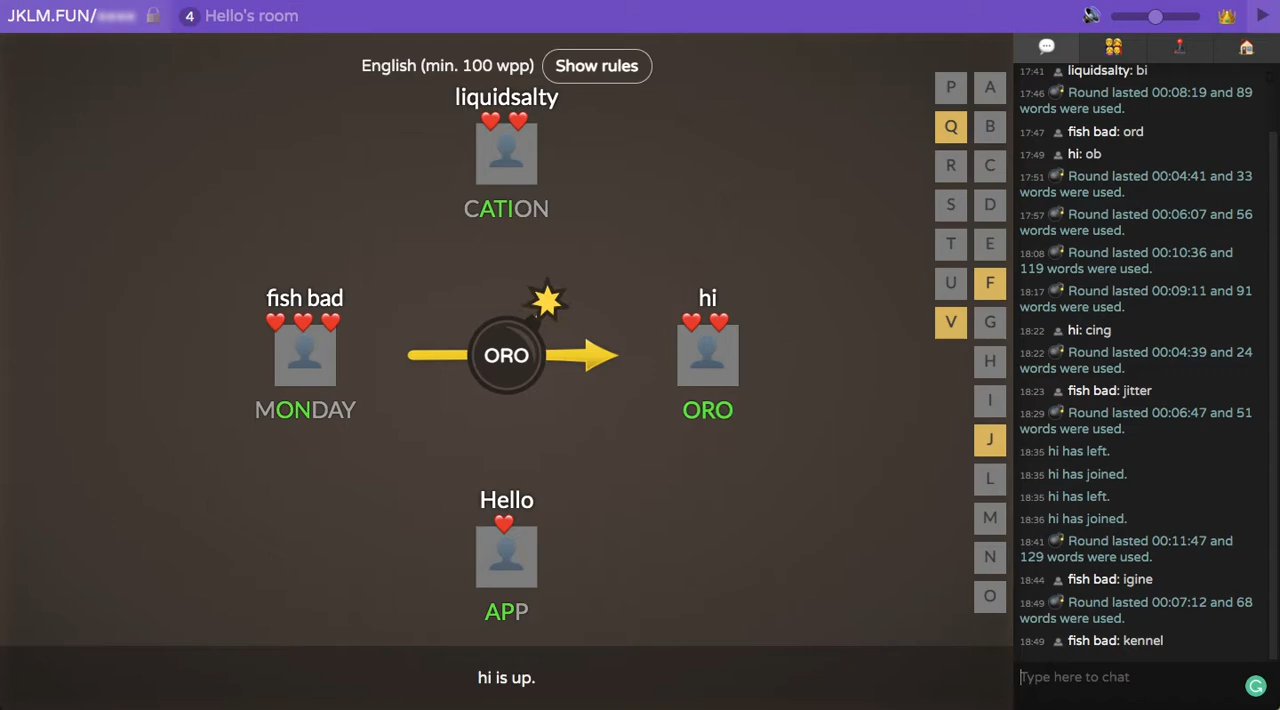 JKLM.FUN/
4 Hello's room
English (min. 100 wpp) Show rules
liquidsalty
CATION
fish bad
MONDAY
ORO
hi
ORO
Hello
APP
hi is up.
P A
Q B
R C
S D
T E
U F
V G
H
I
J
L
M
N
O
17:41 liquidsalty: bi
17:46 Round lasted 00:08:19 and 89
words were used.
17:47 fish bad: ord
17:49 hi: ob
17:51 Round lasted 00:04:41 and 33
words were used.
17:57 Round lasted 00:06:07 and 56
words were used.
18:08 Round lasted 00:10:36 and
119 words were used.
18:17 Round lasted 00:09:11 and 91
words were used.
18:22 hi: cing
18:22 Round lasted 00:04:39 and 24
words were used.
18:23 fish bad: jitter
18:29 Round lasted 00:06:47 and 51
words were used.
18:35 hi has left.
18:35 hi has joined.
18:35 hi has left.
18:36 hi has joined.
18:41 Round lasted 00:11:47 and
129 words were used.
18:44 fish bad: igine
18:49 Round lasted 00:07:12 and 68
words were used.
18:49 fish bad: kennel
Type here to chat